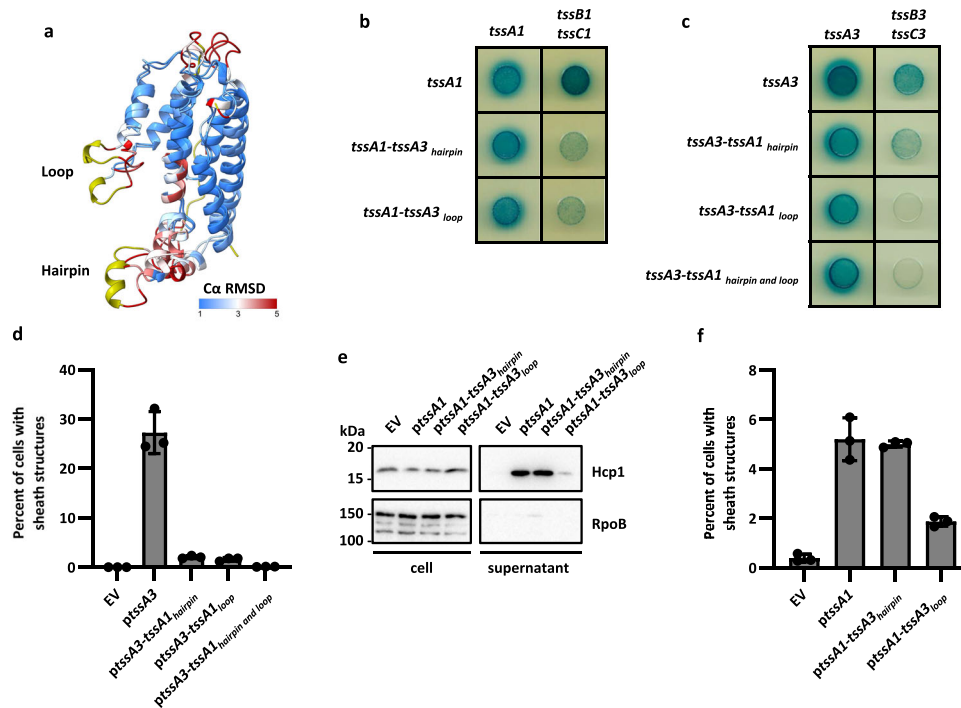 a
Loop
Hairpin
Cα RMSD
1 3 5
b
tssA1
tssB1
tssC1
tssA1
tssA1-tssA3 hairpin
tssA1-tssA3 loop
c
tssA3
tssB3
tssC3
tssA3
tssA3-tssA1 hairpin
tssA3-tssA1 loop
tssA3-tssA1 hairpin and loop
d
Percent of cells with
sheath structures
40
30
20
10
0
EV
ptssA3
ptssA3-tssA1hairpin
ptssA3-tssA1loop
ptssA3-tssA1hairpin and loop
e
EV
ptssA1
ptssA1-tssA3hairpin
ptssA1-tssA3loop
EV
ptssA1
ptssA1-tssA3hairpin
ptssA1-tssA3loop
kDa
20
15
Hcp1
150
100
RpoB
cell
supernatant
f
Percent of cells with
sheath structures
8
6
4
2
0
EV
ptssA1
ptssA1-tssA3hairpin
ptssA1-tssA3loop